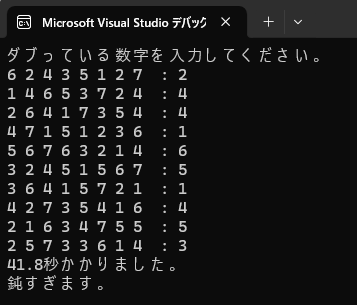 Microsoft Visual Studio デバック
ダブっている数字を入力してください。
6 2 4 3 5 1 2 7 : 2
1 4 6 5 3 7 2 4 : 4
2 6 4 1 7 3 5 4 : 4
4 7 1 5 1 2 3 6 : 1
5 6 7 6 3 2 1 4 : 6
3 2 4 5 1 5 6 7 : 5
3 6 4 1 5 7 2 1 : 1
4 2 7 3 5 4 1 6 : 4
2 1 6 3 4 7 5 5 : 5
2 5 7 3 3 6 1 4 : 3
41.8秒かかりました。
鈍すぎます。